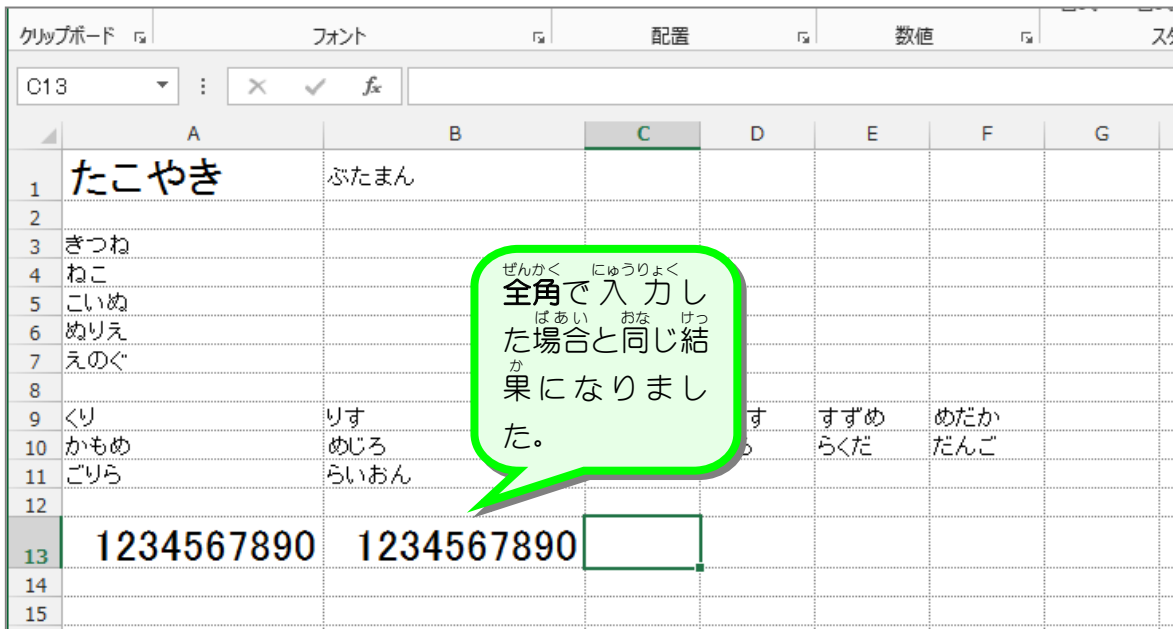 クリップボード フォント 配置 数値
C13 fx
A B C D E F G
1 たこやき ぶたまん
2
3 きつね
4 ねこ
5 こいぬ
6 ぬりえ
7 えのぐ
8
9 くり りす す すずめ めだか
10 かもめ めじろ らくだ だんご
11 ごりら らいおん
12
13 1234567890 1234567890
14
15
ぜんかく にゅうりょく
全角で入力し
ばあい おな けっ
た場合と同じ結
か
果になりまし
た。